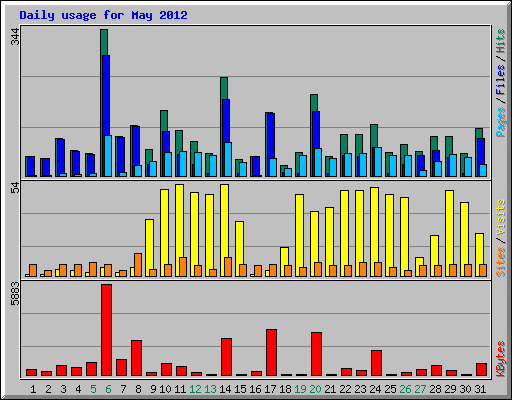 Daily usage for May 2012
344
Pages / Files / Hits
54
Sites / Visits
5883
KBytes
1 2 3 4 5 6 7 8 9 10 11 12 13 14 15 16 17 18 19 20 21 22 23 24 25 26 27 28 29 30 31